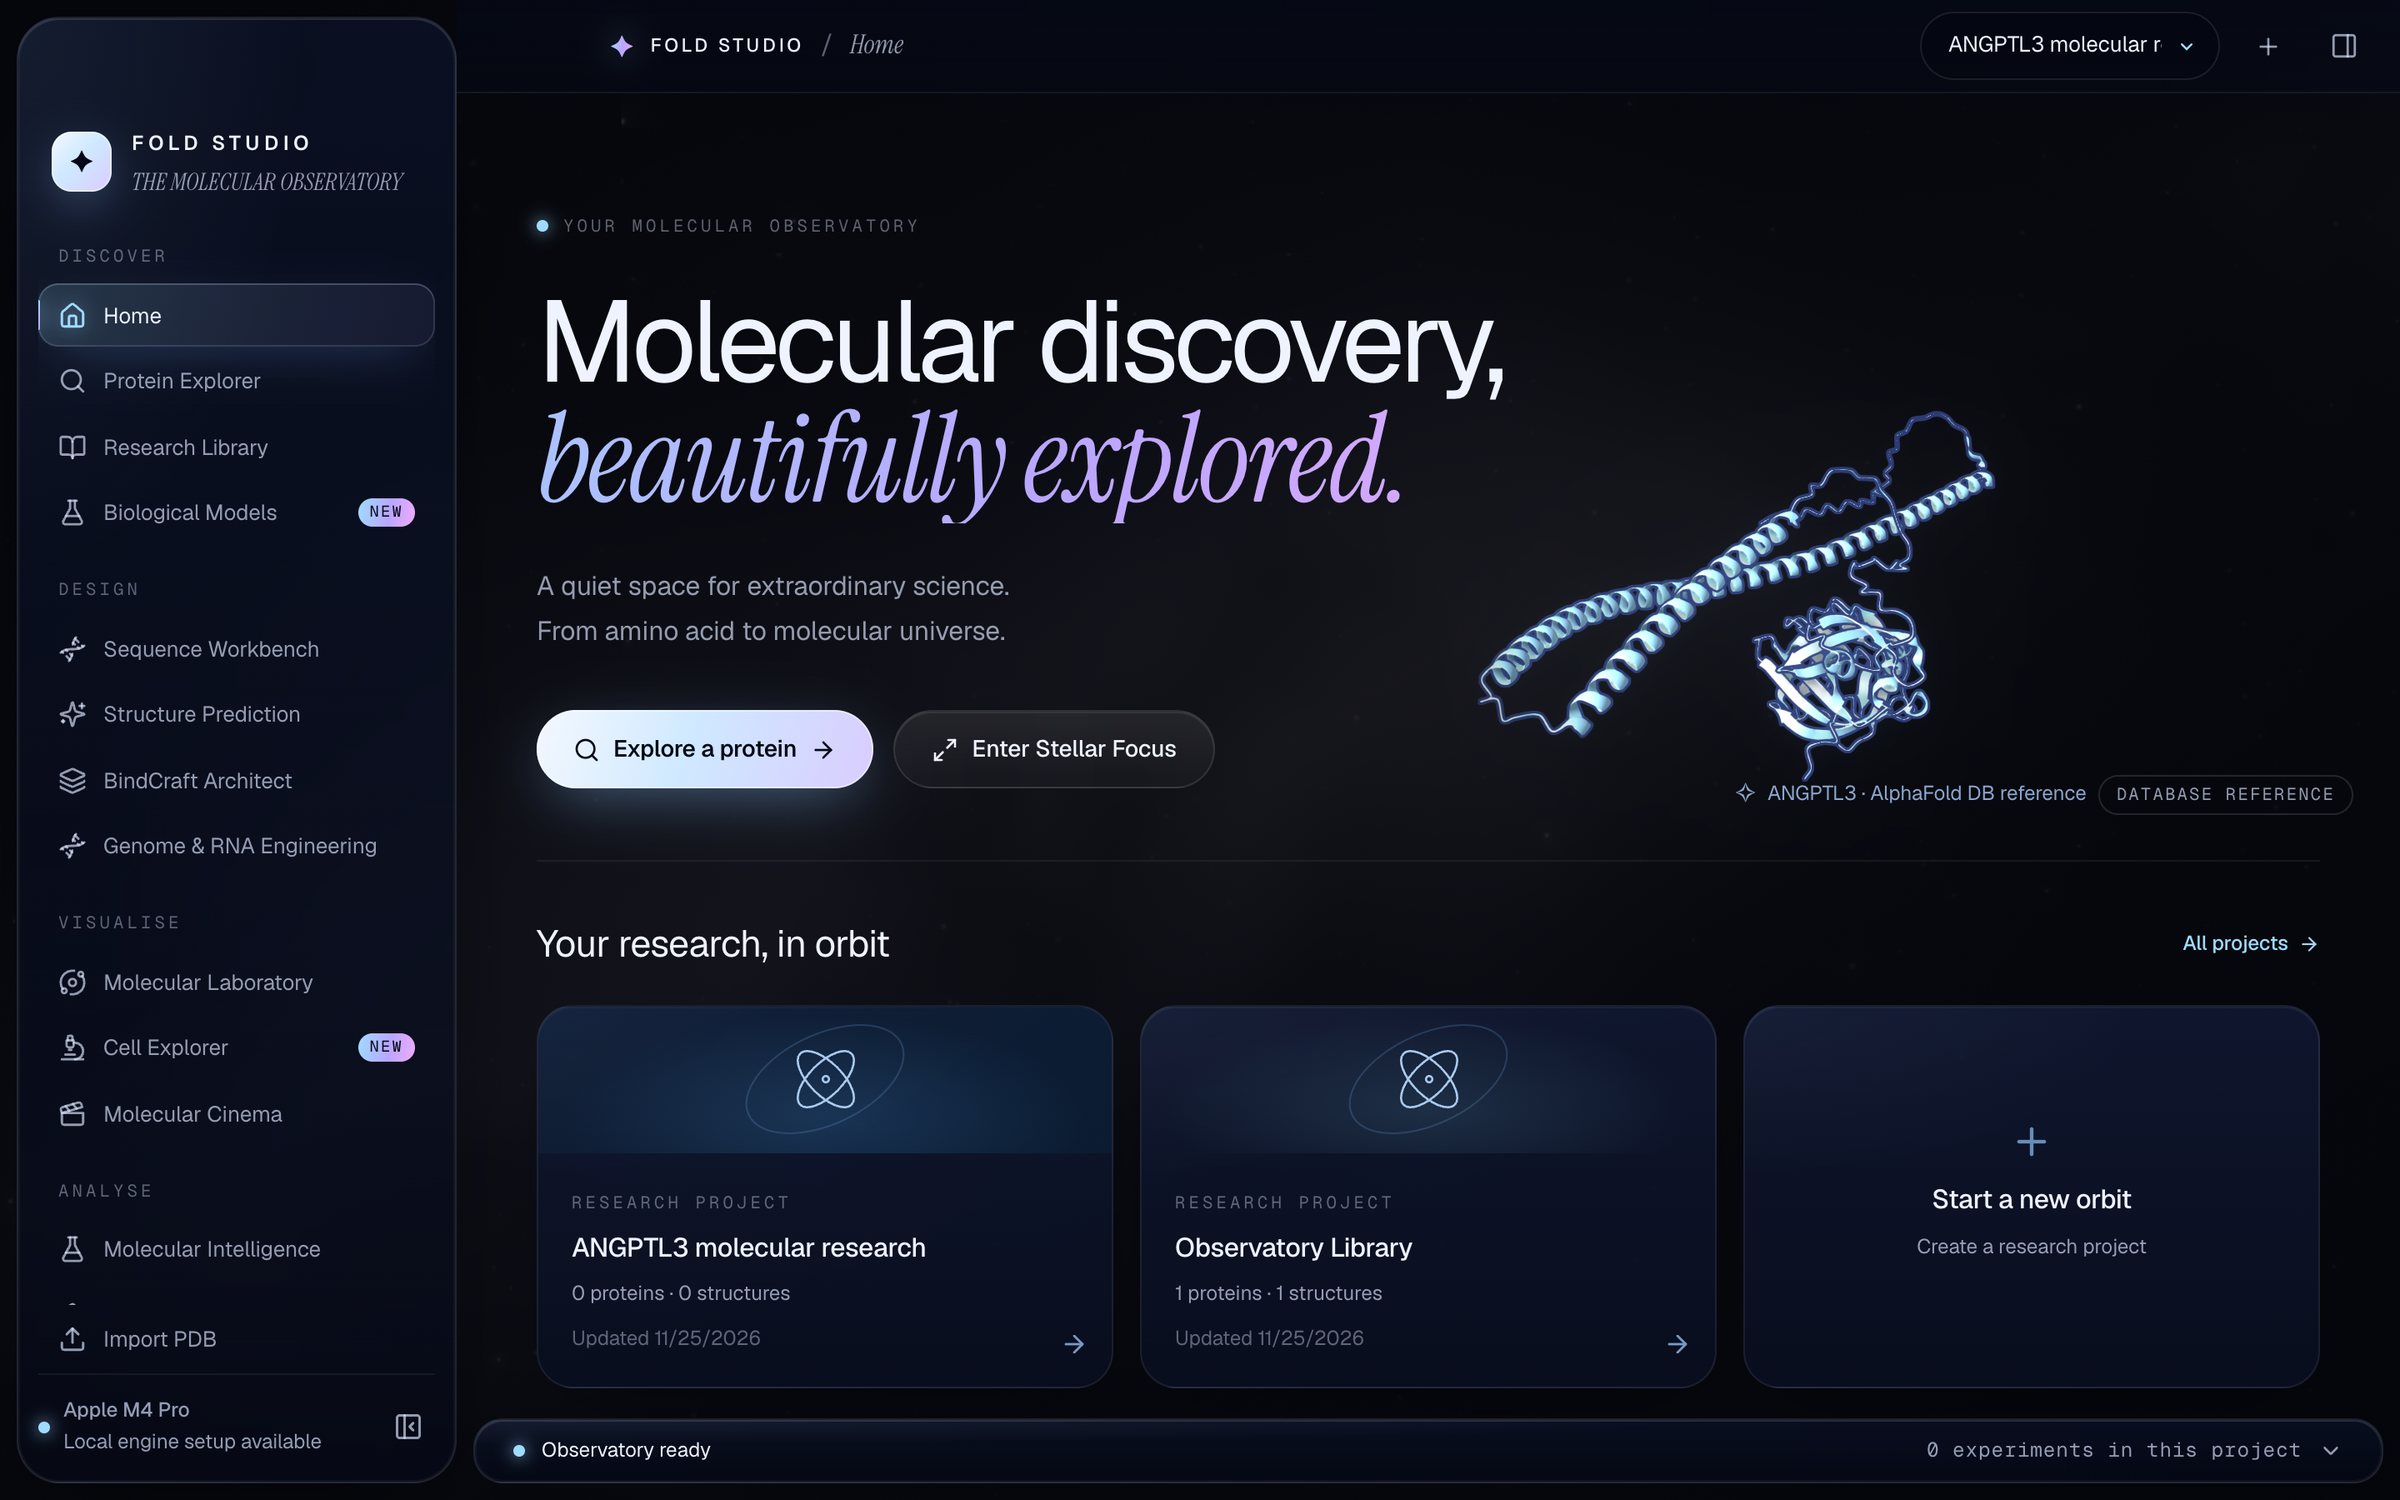 FOLD STUDIO
THE MOLECULAR OBSERVATORY
DISCOVER
Home
Protein Explorer
Research Library
Biological Models NEW
DESIGN
Sequence Workbench
Structure Prediction
BindCraft Architect
Genome & RNA Engineering
VISUALISE
Molecular Laboratory
Cell Explorer NEW
Molecular Cinema
ANALYSE
Molecular Intelligence
Import PDB
Apple M4 Pro
Local engine setup available
FOLD STUDIO / Home
ANGPTL3 molecular r
YOUR MOLECULAR OBSERVATORY
Molecular discovery,
beautifully explored.
A quiet space for extraordinary science.
From amino acid to molecular universe.
Explore a protein
Enter Stellar Focus
ANGPTL3 · AlphaFold DB reference DATABASE REFERENCE
Your research, in orbit
All projects
RESEARCH PROJECT
ANGPTL3 molecular research
0 proteins · 0 structures
Updated 11/25/2026
RESEARCH PROJECT
Observatory Library
1 proteins · 1 structures
Updated 11/25/2026
Start a new orbit
Create a research project
Observatory ready
0 experiments in this project